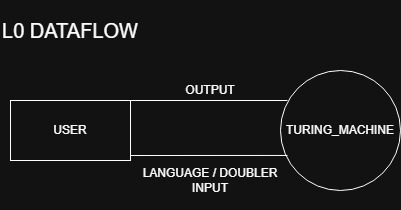 L0 DATAFLOW
OUTPUT
USER
TURING_MACHINE
LANGUAGE / DOUBLER
INPUT